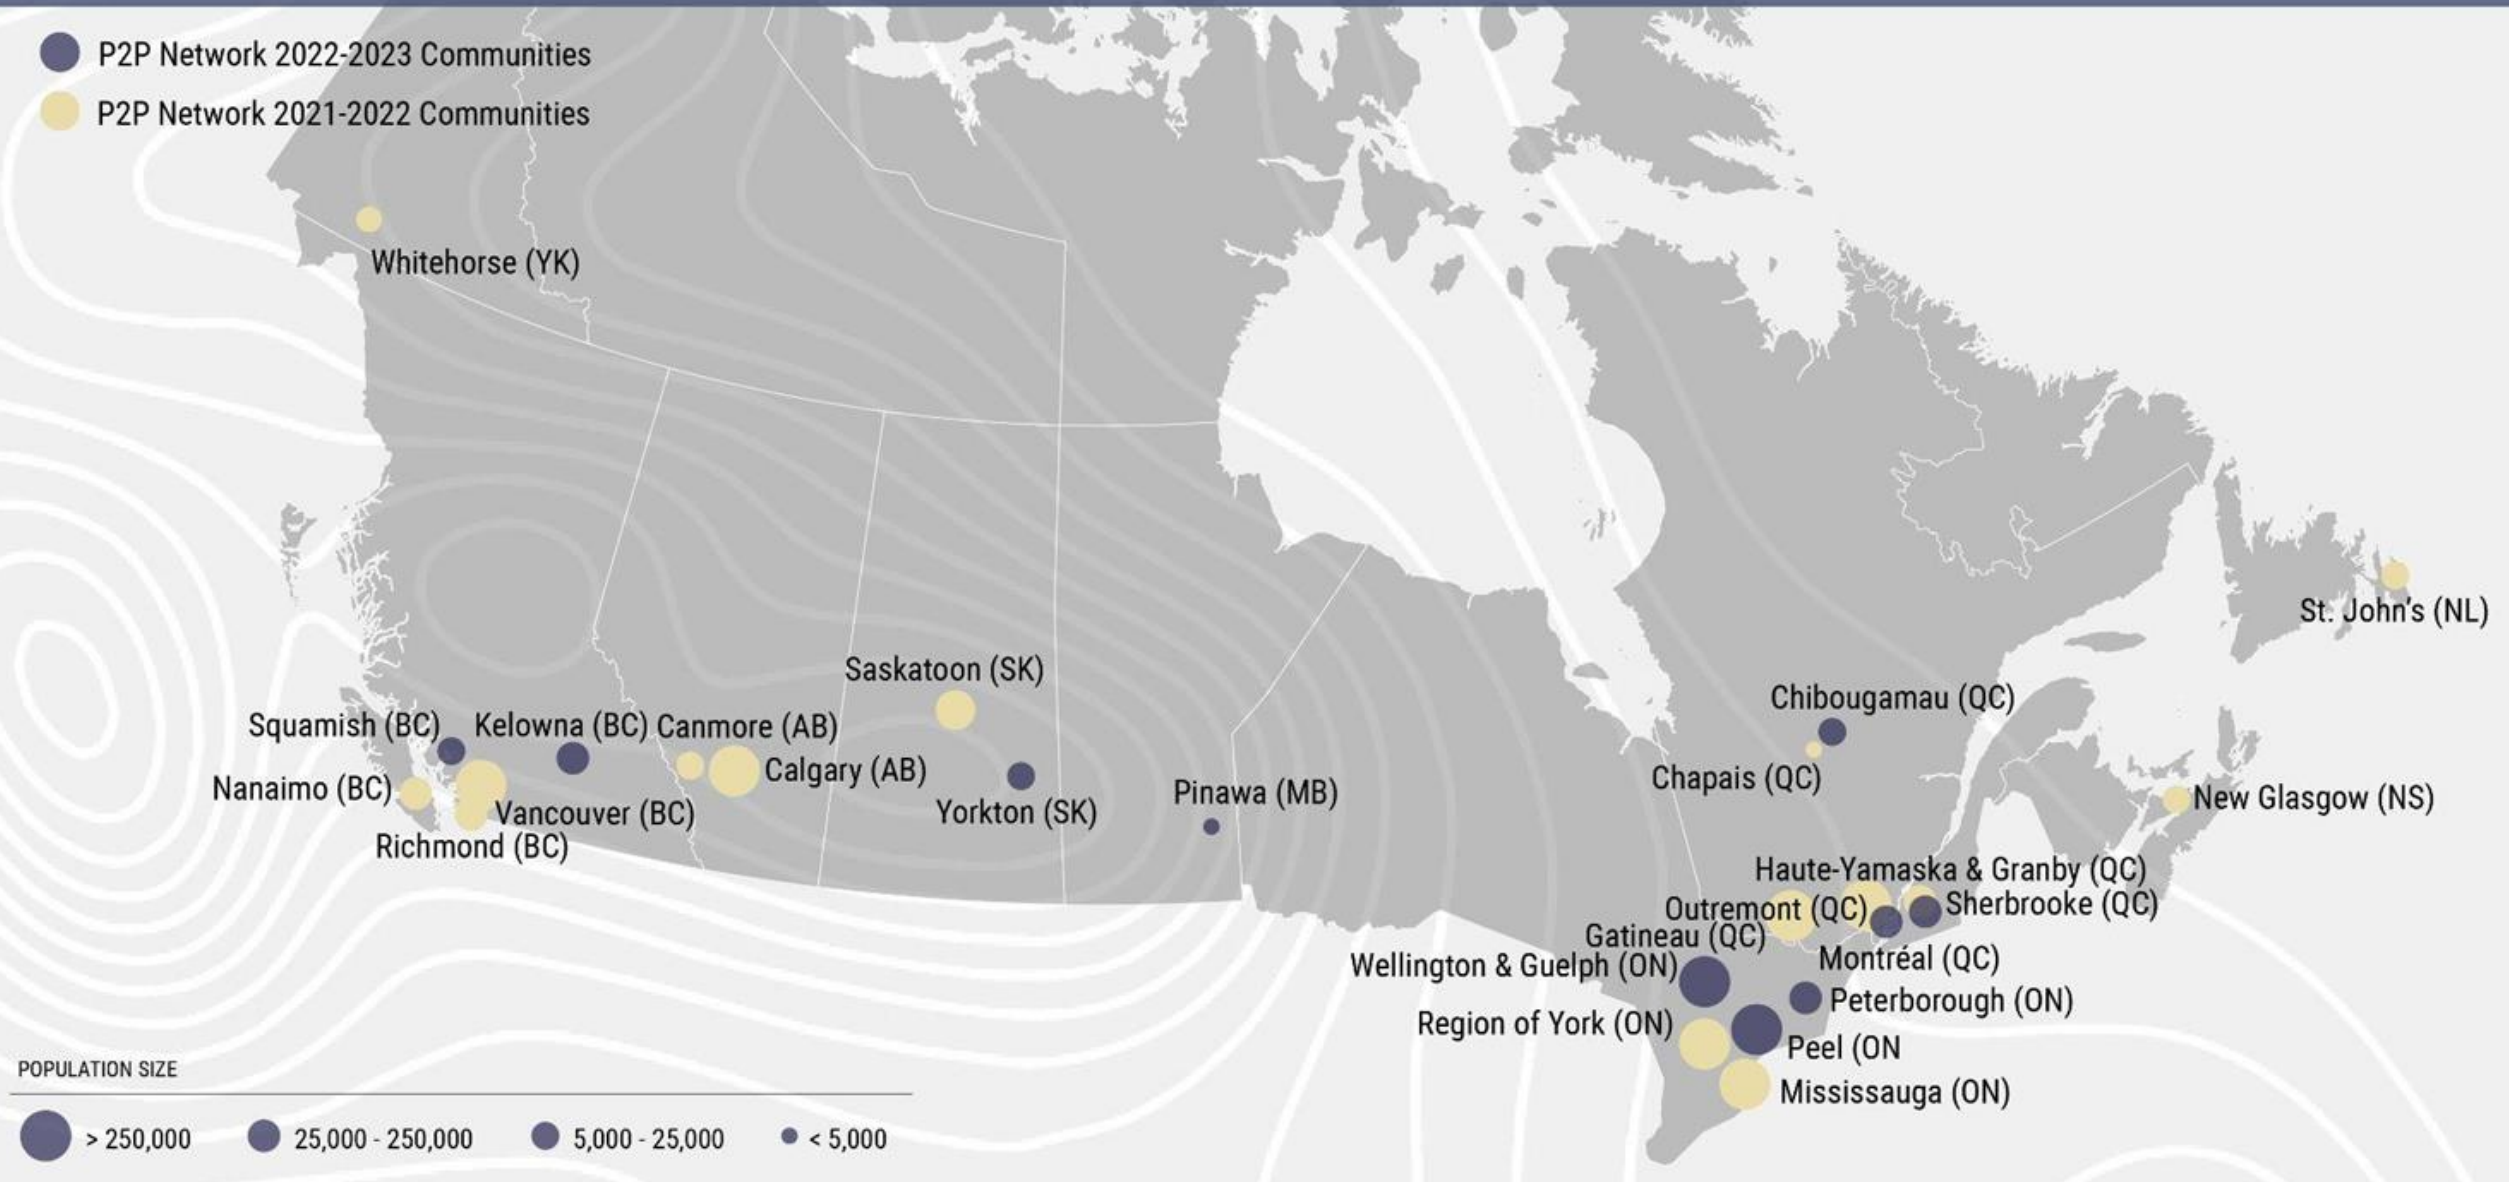 P2P Network 2022-2023 Communities
P2P Network 2021-2022 Communities
Whitehorse (YK)
St. John's (NL)
Saskatoon (SK)
Chibougamau (QC)
Squamish (BC)
Kelowna (BC)
Canmore (AB)
Calgary (AB)
Chapais (QC)
Nanaimo (BC)
Pinawa (MB)
New Glasgow (NS)
Vancouver (BC)
Yorkton (SK)
Richmond (BC)
Haute-Yamaska & Granby (QC)
Outremont (QC)
Sherbrooke (QC)
Gatineau (QC)
Montréal (QC)
Wellington & Guelph (ON)
Peterborough (ON)
Region of York (ON)
Peel (ON
Mississauga (ON)
POPULATION SIZE
> 250,000
25,000 - 250,000
5,000 - 25,000
< 5,000